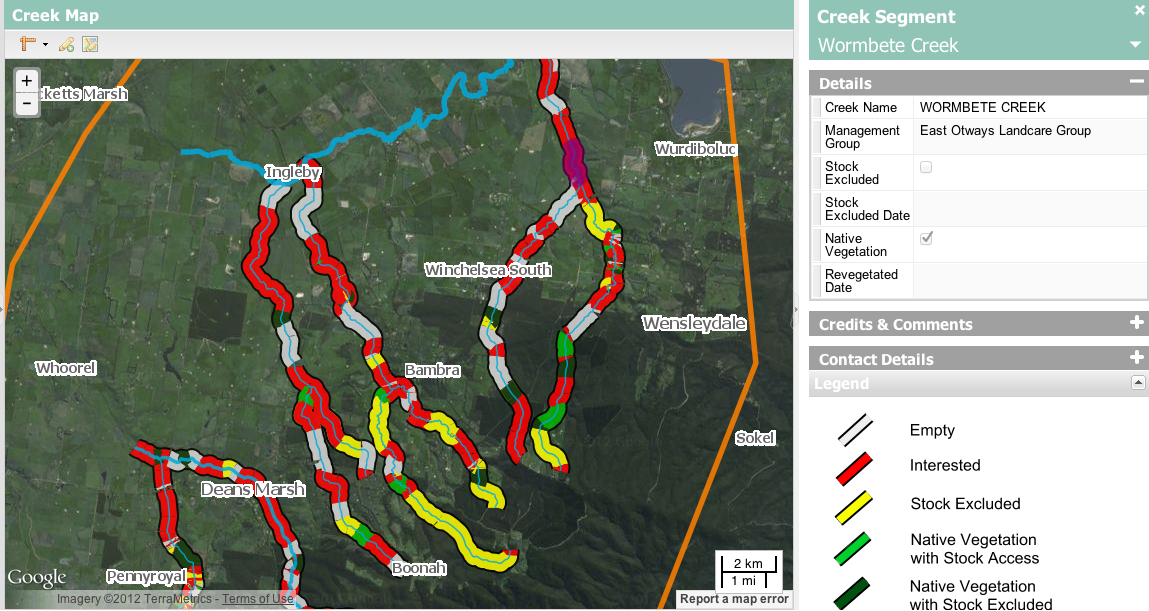 Creek Map
+
−
cketts Marsh
Wurdiboluc
Ingleby
Winchelsea South
Wensleydale
Whoorel
Bambra
Sokel
Deans Marsh
Boonah
Pennyroyal
Google
2 km
1 mi
Imagery ©2012 TerraMetrics - Terms of Use
Report a map error
Creek Segment
Wormbete Creek
Details
Creek Name WORMBETE CREEK
Management East Otways Landcare Group
Group
Stock
Excluded
Stock
Excluded Date
Native
Vegetation
Revegetated
Date
Credits & Comments
Contact Details
Legend
Empty
Interested
Stock Excluded
Native Vegetation
with Stock Access
Native Vegetation
with Stock Excluded